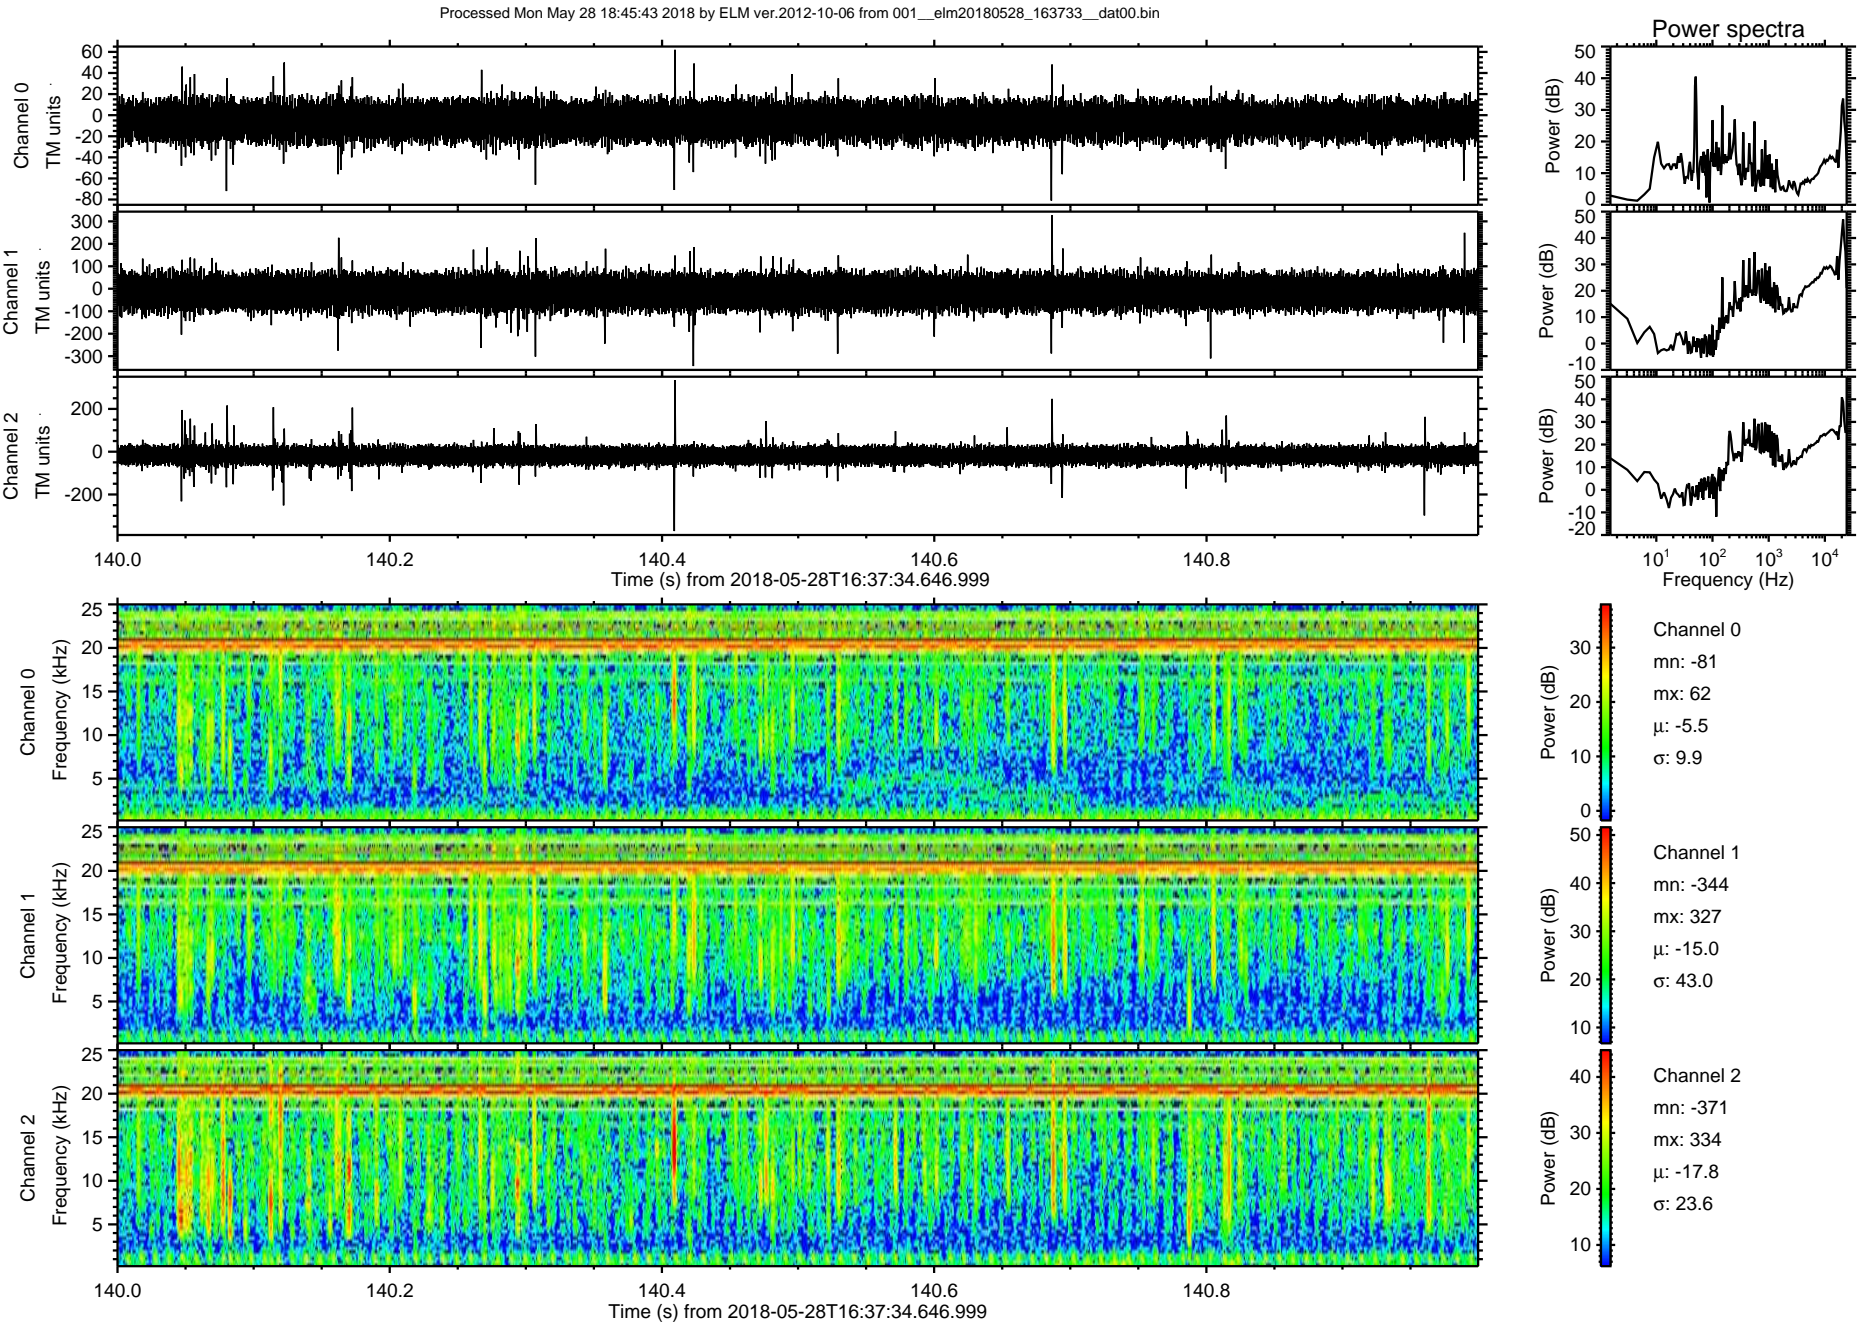 Processed Mon May 28 18:45:43 2018 by ELM ver.2012-10-06 from 001__elm20180528_163733__dat00.bin
Power spectra
Channel 0
TM units
60
40
20
0
-20
-40
-60
-80
Power (dB)
50
40
30
20
10
0
Channel 1
TM units
300
200
100
0
-100
-200
-300
Power (dB)
50
40
30
20
10
0
-10
Channel 2
TM units
200
0
-200
Power (dB)
50
40
30
20
10
0
-10
-20
140.0 140.2 140.4 140.6 140.8
Time (s) from 2018-05-28T16:37:34.646.999
10^1 10^2 10^3 10^4
Frequency (Hz)
Channel 0
Frequency (kHz)
25
20
15
10
5
Power (dB)
30
20
10
0
Channel 0
mn: -81
mx: 62
μ: -5.5
σ: 9.9
Channel 1
Frequency (kHz)
25
20
15
10
5
Power (dB)
50
40
30
20
10
Channel 1
mn: -344
mx: 327
μ: -15.0
σ: 43.0
Channel 2
Frequency (kHz)
25
20
15
10
5
Power (dB)
40
30
20
10
Channel 2
mn: -371
mx: 334
μ: -17.8
σ: 23.6
140.0 140.2 140.4 140.6 140.8
Time (s) from 2018-05-28T16:37:34.646.999